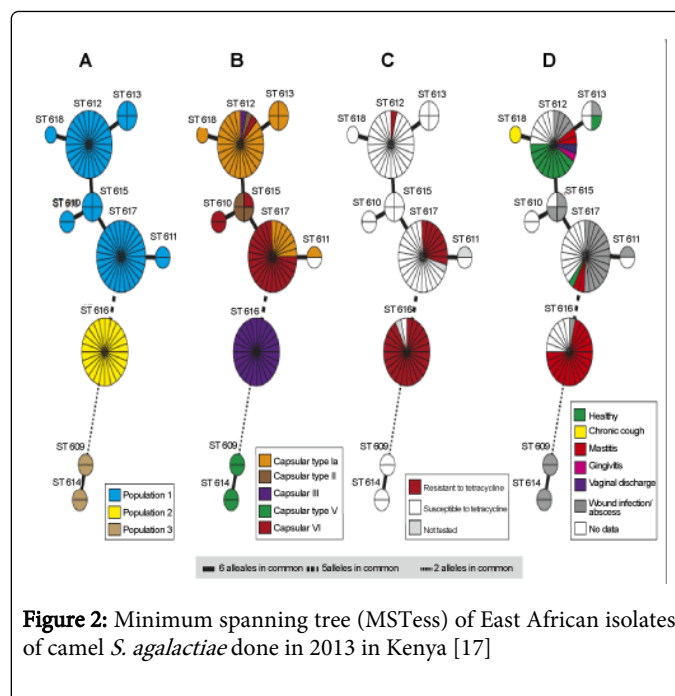 A B C D
ST 613
ST 612
ST 618
ST 615
ST 610
ST 617
ST 611
ST 616
ST 609
ST 614
Population 1
Population 2
Population 3
ST 613
ST 612
ST 618
ST 615
ST 610
ST 617
ST 611
ST 616
ST 609
ST 614
Capsular type Ia
Capsular type II
Capsular III
Capsular type V
Capsular VI
ST 613
ST 612
ST 618
ST 615
ST 610
ST 617
ST 611
ST 616
ST 609
ST 614
Resistant to tetracycline
Susceptible to tetracycline
Not tested
ST 613
ST 612
ST 618
ST 615
ST 610
ST 617
ST 611
ST 616
ST 609
ST 614
Healthy
Chronic cough
Mastitis
Gingivitis
Vaginal discharge
Wound infection/
abscess
No data
6 alleales in common 5alleles in common 2 alleles in common
Figure 2: Minimum spanning tree (MSTess) of East African isolates
of camel S. agalactiae done in 2013 in Kenya [17]